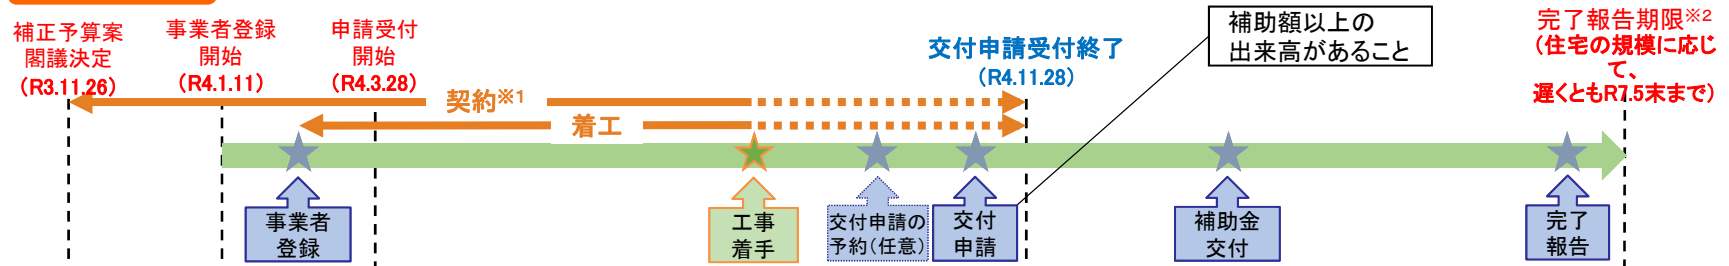 補正予算案
閣議決定
(R3.11.26)
事業者登録
開始
(R4.1.11)
申請受付
開始
(R4.3.28)
交付申請受付終了
(R4.11.28)
補助額以上の
出来高があること
完了報告期限※2
(住宅の規模に応じ
て、
遅くともR7.5末まで)
契約※1
着工
事業者
登録
工事
着手
交付申請の
予約(任意)
交付
申請
補助金
交付
完了
報告